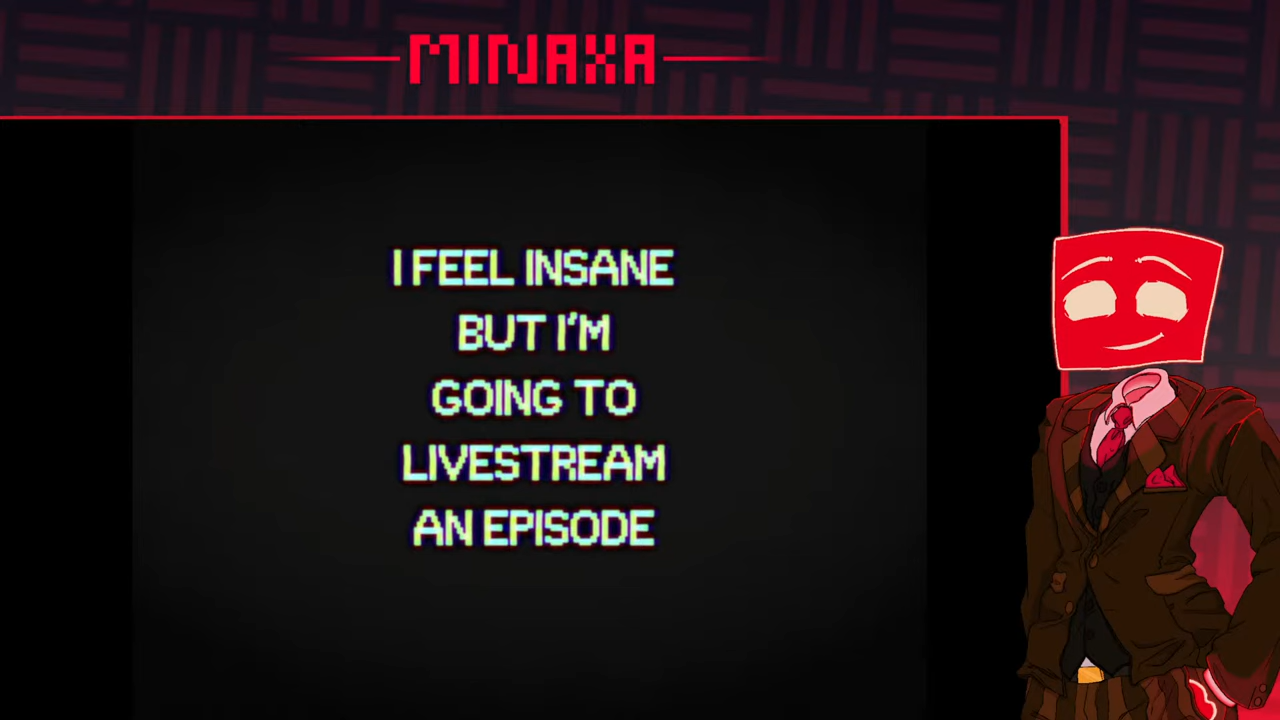 MINAXA
I FEEL INSANE
BUT I'M
GOING TO
LIVESTREAM
AN EPISODE